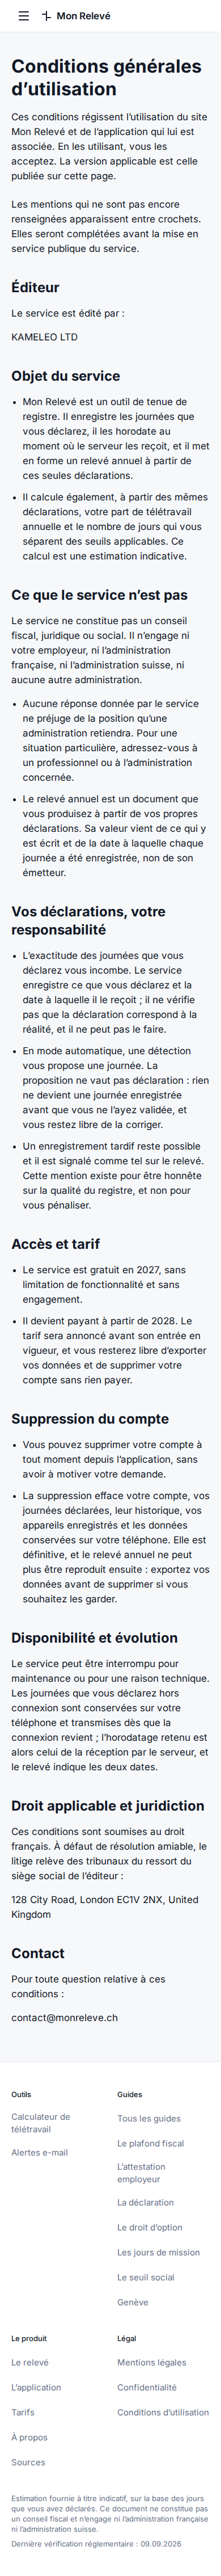 Mon Relevé
Conditions générales
d’utilisation
Ces conditions régissent l’utilisation du site
Mon Relevé et de l’application qui lui est
associée. En les utilisant, vous les
acceptez. La version applicable est celle
publiée sur cette page.
Les mentions qui ne sont pas encore
renseignées apparaissent entre crochets.
Elles seront complétées avant la mise en
service publique du service.
Éditeur
Le service est édité par :
KAMELEO LTD
Objet du service
• Mon Relevé est un outil de tenue de
registre. Il enregistre les journées que
vous déclarez, il les horodate au
moment où le serveur les reçoit, et il met
en forme un relevé annuel à partir de
ces seules déclarations.
• Il calcule également, à partir des mêmes
déclarations, votre part de télétravail
annuelle et le nombre de jours qui vous
séparent des seuils applicables. Ce
calcul est une estimation indicative.
Ce que le service n’est pas
Le service ne constitue pas un conseil
fiscal, juridique ou social. Il n’engage ni
votre employeur, ni l’administration
française, ni l’administration suisse, ni
aucune autre administration.
• Aucune réponse donnée par le service
ne préjuge de la position qu’une
administration retiendra. Pour une
situation particulière, adressez-vous à
un professionnel ou à l’administration
concernée.
• Le relevé annuel est un document que
vous produisez à partir de vos propres
déclarations. Sa valeur vient de ce qui y
est écrit et de la date à laquelle chaque
journée a été enregistrée, non de son
émetteur.
Vos déclarations, votre
responsabilité
• L’exactitude des journées que vous
déclarez vous incombe. Le service
enregistre ce que vous déclarez et la
date à laquelle il le reçoit ; il ne vérifie
pas que la déclaration correspond à la
réalité, et il ne peut pas le faire.
• En mode automatique, une détection
vous propose une journée. La
proposition ne vaut pas déclaration : rien
ne devient une journée enregistrée
avant que vous ne l’ayez validée, et
vous restez libre de la corriger.
• Un enregistrement tardif reste possible
et il est signalé comme tel sur le relevé.
Cette mention existe pour être honnête
sur la qualité du registre, et non pour
vous pénaliser.
Accès et tarif
• Le service est gratuit en 2027, sans
limitation de fonctionnalité et sans
engagement.
• Il devient payant à partir de 2028. Le
tarif sera annoncé avant son entrée en
vigueur, et vous resterez libre d’exporter
vos données et de supprimer votre
compte sans rien payer.
Suppression du compte
• Vous pouvez supprimer votre compte à
tout moment depuis l’application, sans
avoir à motiver votre demande.
• La suppression efface votre compte, vos
journées déclarées, leur historique, vos
appareils enregistrés et les données
conservées sur votre téléphone. Elle est
définitive, et le relevé annuel ne peut
plus être reproduit ensuite : exportez vos
données avant de supprimer si vous
souhaitez les garder.
Disponibilité et évolution
Le service peut être interrompu pour
maintenance ou pour une raison technique.
Les journées que vous déclarez hors
connexion sont conservées sur votre
téléphone et transmises dès que la
connexion revient ; l’horodatage retenu est
alors celui de la réception par le serveur, et
le relevé indique les deux dates.
Droit applicable et juridiction
Ces conditions sont soumises au droit
français. À défaut de résolution amiable, le
litige relève des tribunaux du ressort du
siège social de l’éditeur :
128 City Road, London EC1V 2NX, United
Kingdom
Contact
Pour toute question relative à ces
conditions :
contact@monreleve.ch
Outils
Calculateur de
télétravail
Alertes e-mail
Guides
Tous les guides
Le plafond fiscal
L’attestation
employeur
La déclaration
Le droit d’option
Les jours de mission
Le seuil social
Genève
Le produit
Le relevé
L’application
Tarifs
À propos
Sources
Légal
Mentions légales
Confidentialité
Conditions d’utilisation
Estimation fournie à titre indicatif, sur la base des jours
que vous avez déclarés. Ce document ne constitue pas
un conseil fiscal et n’engage ni l’administration française
ni l’administration suisse.
Dernière vérification réglementaire : 09.09.2026